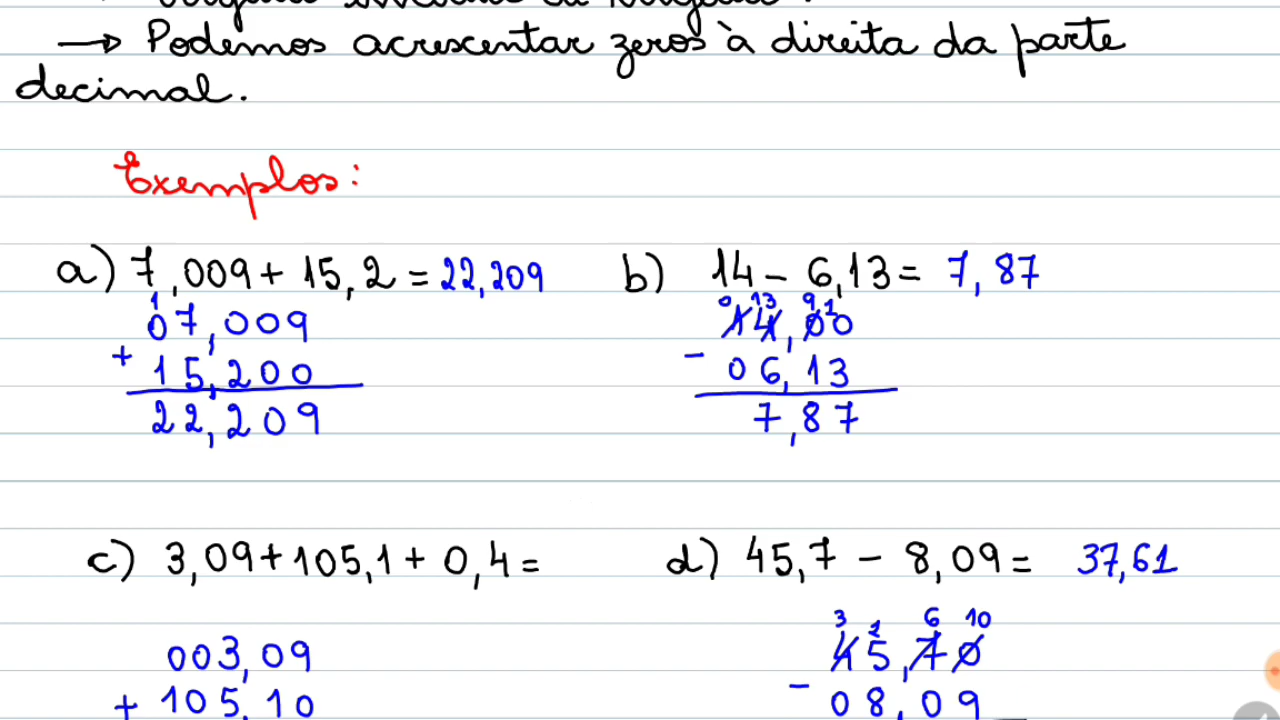 → Podemos acrescentar zeros à direita da parte
decimal.
Exemplos:
a) 7,009 + 15,2 = 22,209
1
07,009
+ 15,200
22,209
b) 14 - 6,13 = 7,87
0 13 9 1
14,00
- 06,13
7,87
c) 3,09 + 105,1 + 0,4 =
003,09
+ 105,10
d) 45,7 - 8,09 = 37,61
3 1 6 10
45,70
- 08,09